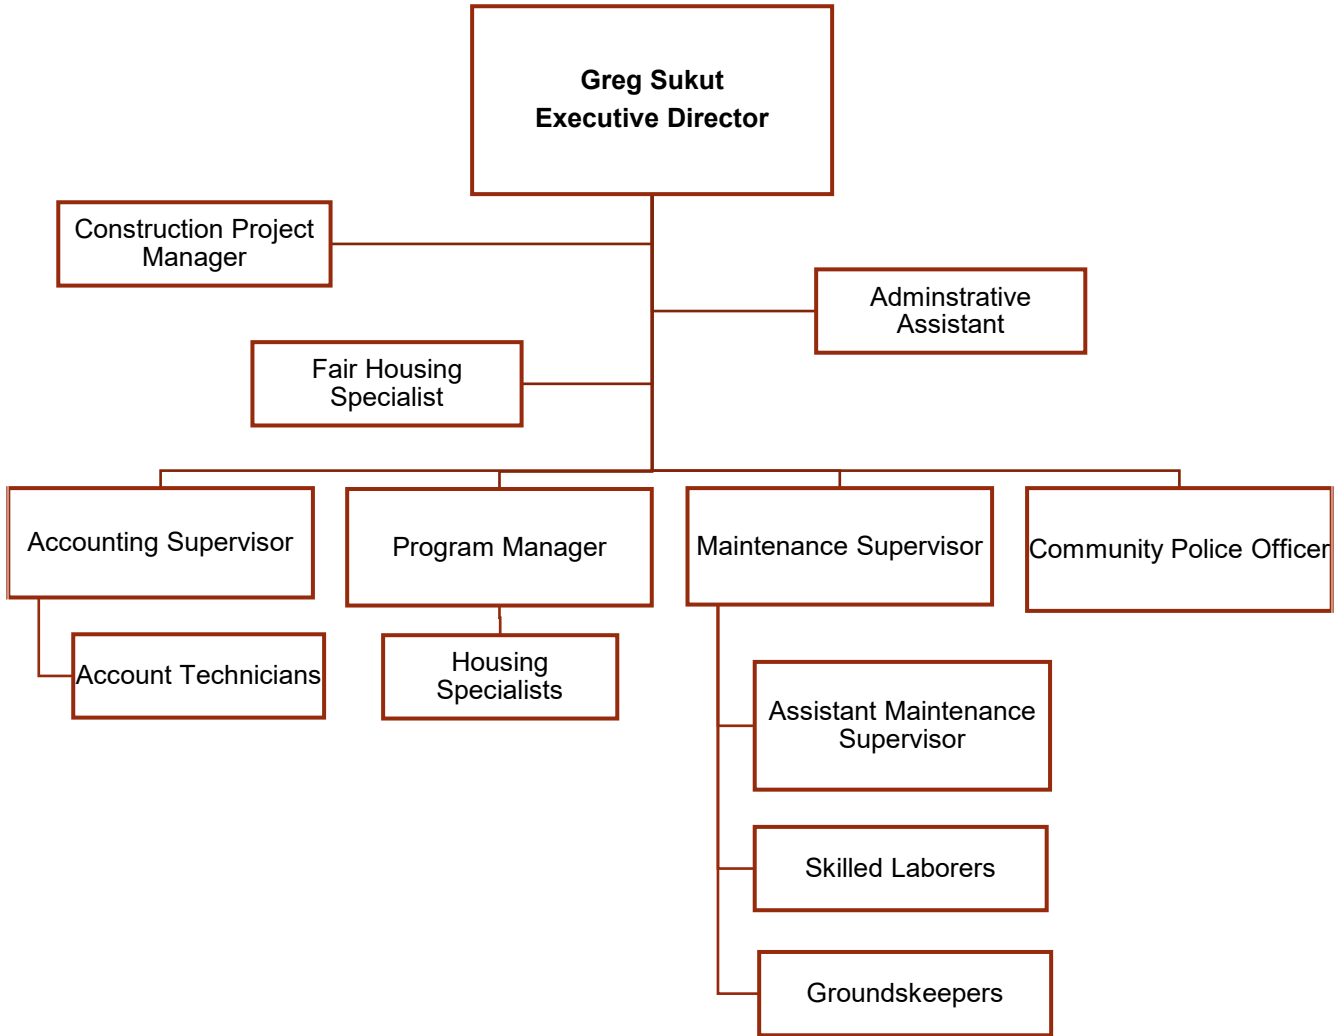 Greg Sukut
Executive Director
Construction Project
Manager
Adminstrative
Assistant
Fair Housing
Specialist
Accounting Supervisor
Program Manager
Maintenance Supervisor
Community Police Officer
Account Technicians
Housing
Specialists
Assistant Maintenance
Supervisor
Skilled Laborers
Groundskeepers